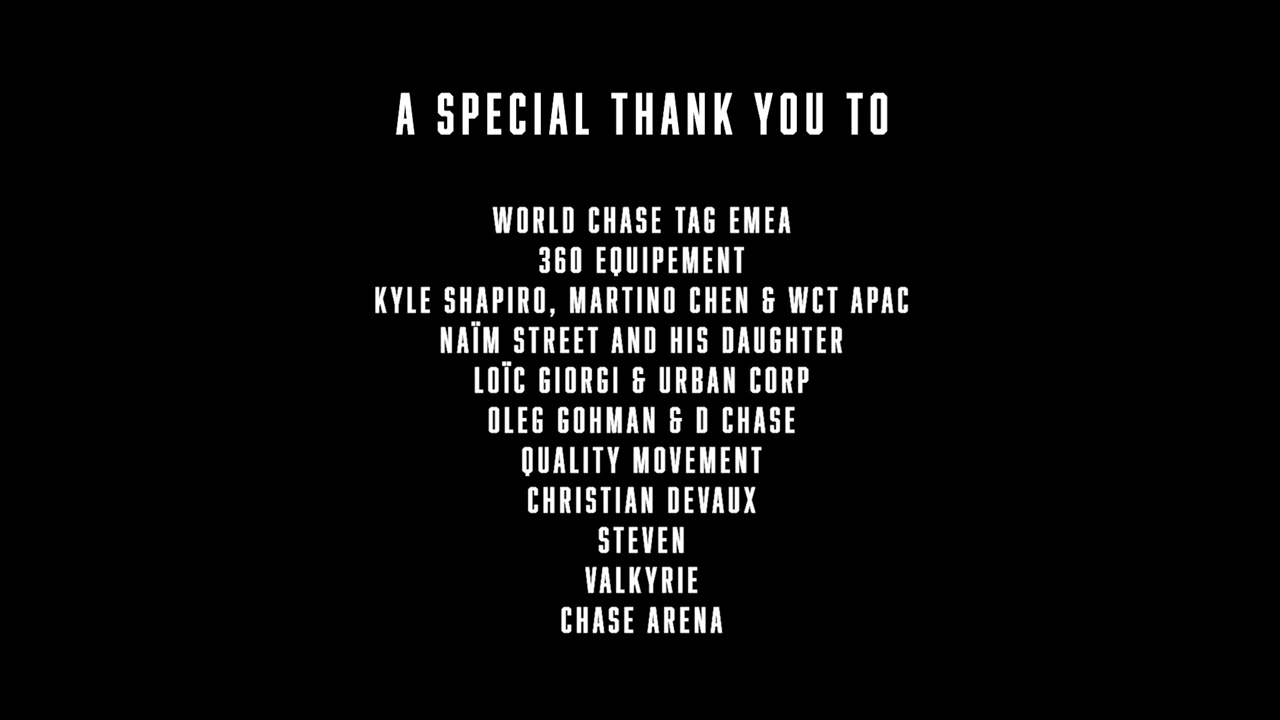 A SPECIAL THANK YOU TO
WORLD CHASE TAG EMEA
360 EQUIPEMENT
KYLE SHAPIRO, MARTINO CHEN & WCT APAC
NAÏM STREET AND HIS DAUGHTER
LOÏC GIORGI & URBAN CORP
OLEG GOHMAN & D CHASE
QUALITY MOVEMENT
CHRISTIAN DEVAUX
STEVEN
VALKYRIE
CHASE ARENA